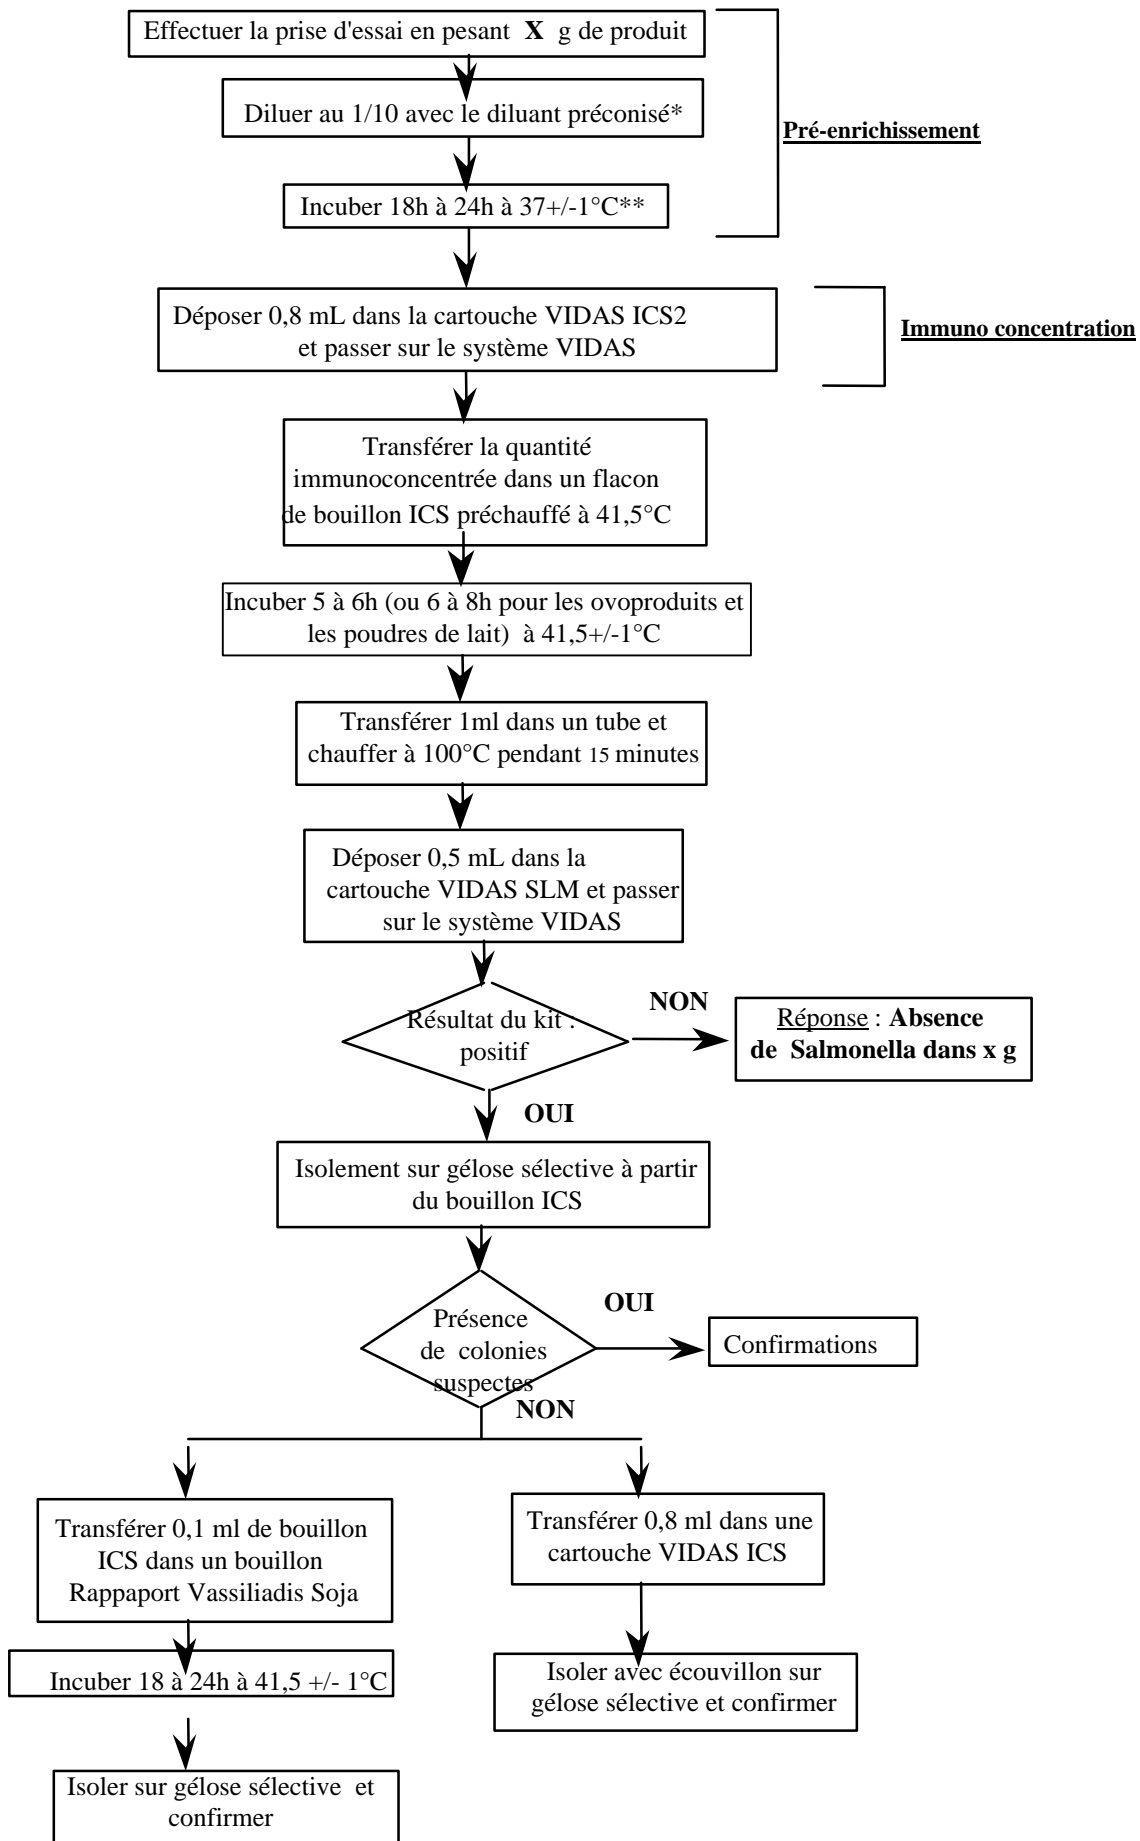 Effectuer la prise d'essai en pesant X g de produit
Diluer au 1/10 avec le diluant préconisé*
Pré-enrichissement
Incuber 18h à 24h à 37+/-1°C**
Déposer 0,8 mL dans la cartouche VIDAS ICS2
et passer sur le système VIDAS
Immuno concentration
Transférer la quantité
immunoconcentrée dans un flacon
de bouillon ICS préchauffé à 41,5°C
Incuber 5 à 6h (ou 6 à 8h pour les ovoproduits et
les poudres de lait) à 41,5+/-1°C
Transférer 1ml dans un tube et
chauffer à 100°C pendant 15 minutes
Déposer 0,5 mL dans la
cartouche VIDAS SLM et passer
sur le système VIDAS
Résultat du kit :
positif
NON
Réponse : Absence
de Salmonella dans x g
OUI
Isolement sur gélose sélective à partir
du bouillon ICS
Présence
de colonies
suspectes
OUI
Confirmations
NON
Transférer 0,1 ml de bouillon
ICS dans un bouillon
Rappaport Vassiliadis Soja
Transférer 0,8 ml dans une
cartouche VIDAS ICS
Incuber 18 à 24h à 41,5 +/- 1°C
Isoler avec écouvillon sur
gélose sélective et confirmer
Isoler sur gélose sélective et
confirmer